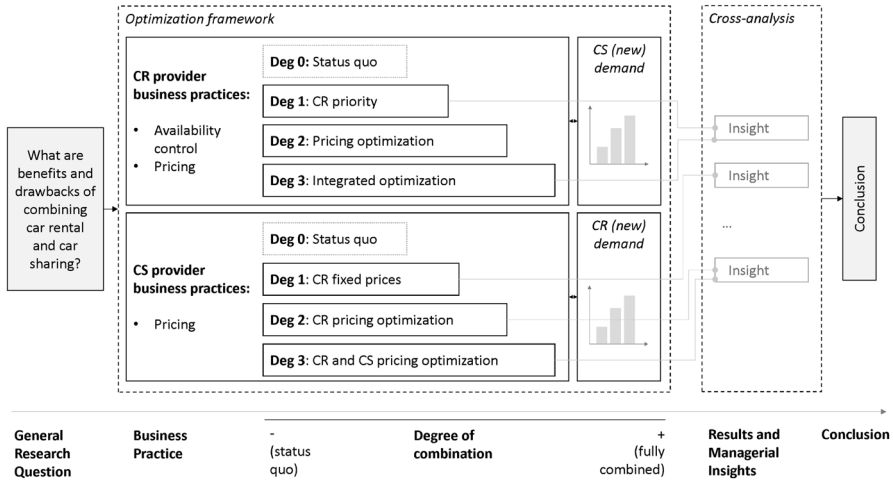 Optimization framework
Cross-analysis
What are
benefits and
drawbacks of
combining
car rental
and car
sharing?
CR provider
business practices:
• Availability
control
• Pricing
Deg 0: Status quo
Deg 1: CR priority
Deg 2: Pricing optimization
Deg 3: Integrated optimization
CS (new)
demand
CS provider
business practices:
• Pricing
Deg 0: Status quo
Deg 1: CR fixed prices
Deg 2: CR pricing optimization
Deg 3: CR and CS pricing optimization
CR (new)
demand
Insight
Insight
...
Insight
Conclusion
General
Research
Question
Business
Practice
-
(status
quo)
Degree of
combination
+
(fully
combined)
Results and
Managerial
Insights
Conclusion